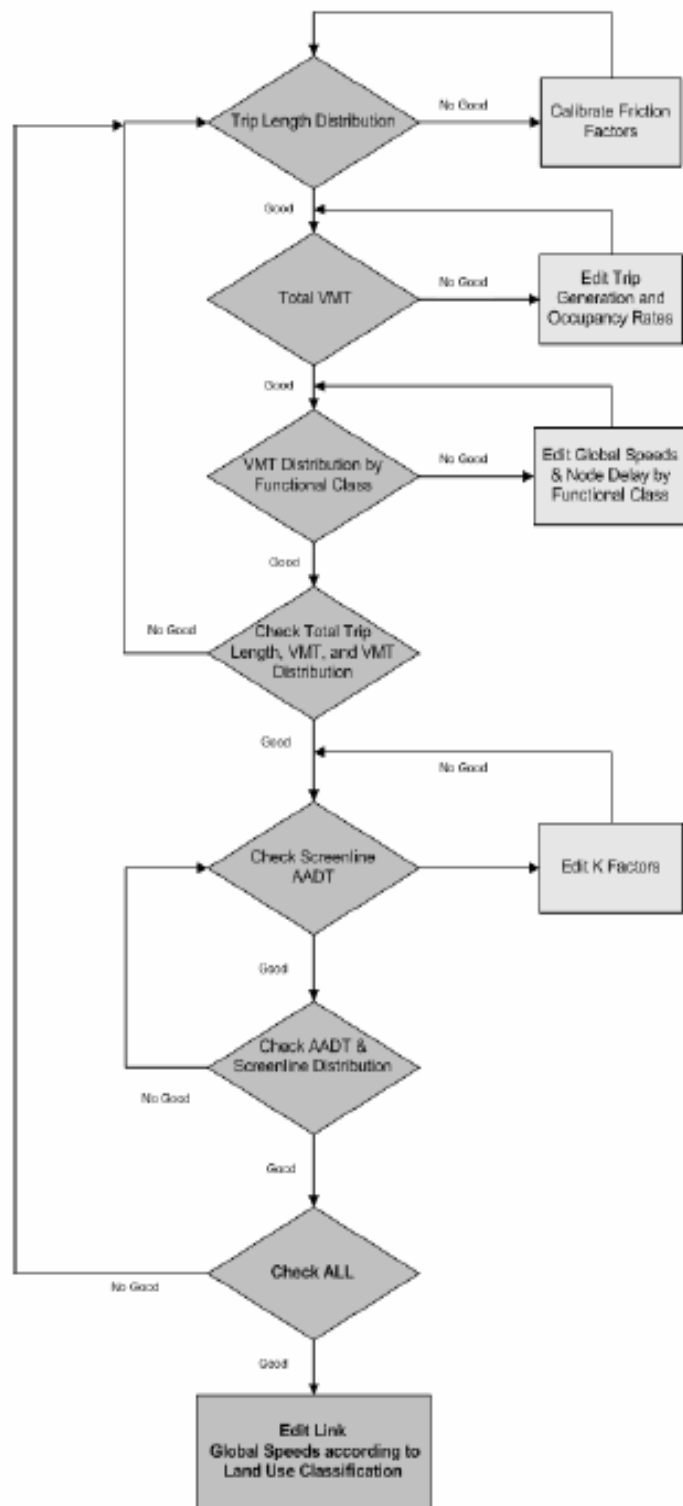 No Good
Trip Length Distribution
Calibrate Friction
Factors
Good
No Good
Total VMT
Edit Trip
Generation and
Occupancy Rates
Good
No Good
VMT Distribution by
Functional Class
Edit Global Speeds
& Node Delay by
Functional Class
Good
No Good
Check Total Trip
Length, VMT, and VMT
Distribution
Good
No Good
Check Screenline
AADT
Edit K Factors
Good
Check AADT &
Screenline Distribution
No Good
Good
Check ALL
No Good
Good
Edit Link
Global Speeds according to
Land Use Classification